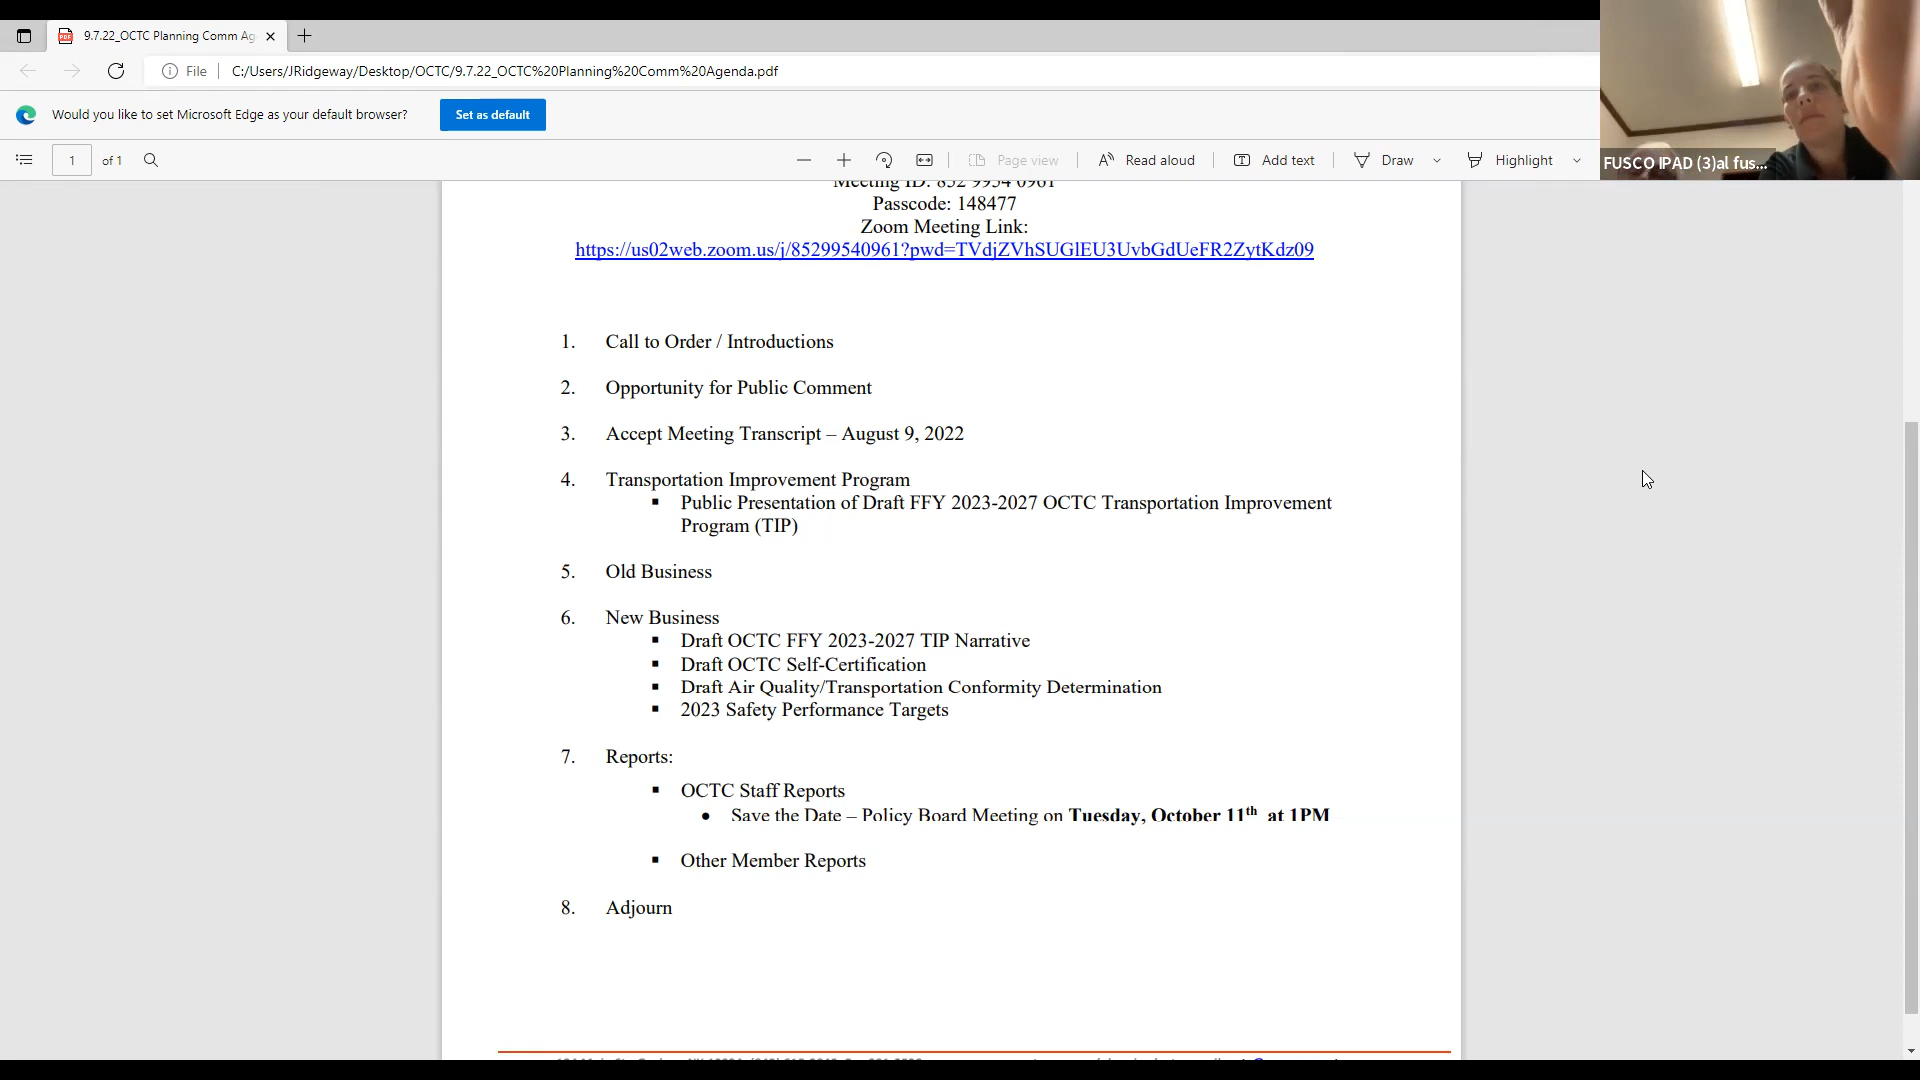 9.7.22_OCTC Planning Comm Ag
File
C:/Users/JRidgeway/Desktop/OCTC/9.7.22_OCTC%20Planning%20Comm%20Agenda.pdf
Would you like to set Microsoft Edge as your default browser?
Set as default
1 of 1
Page view
Read aloud
Add text
Draw
Highlight
FUSCO IPAD (3)al fus...
Meeting ID: 852 9954 0961
Passcode: 148477
Zoom Meeting Link:
https://us02web.zoom.us/j/85299540961?pwd=TVdjZVhSUGlEU3UvbGdUeFR2ZytKdz09
1. Call to Order / Introductions
2. Opportunity for Public Comment
3. Accept Meeting Transcript – August 9, 2022
4. Transportation Improvement Program
▪ Public Presentation of Draft FFY 2023-2027 OCTC Transportation Improvement
Program (TIP)
5. Old Business
6. New Business
▪ Draft OCTC FFY 2023-2027 TIP Narrative
▪ Draft OCTC Self-Certification
▪ Draft Air Quality/Transportation Conformity Determination
▪ 2023 Safety Performance Targets
7. Reports:
▪ OCTC Staff Reports
• Save the Date – Policy Board Meeting on Tuesday, October 11th at 1PM
▪ Other Member Reports
8. Adjourn